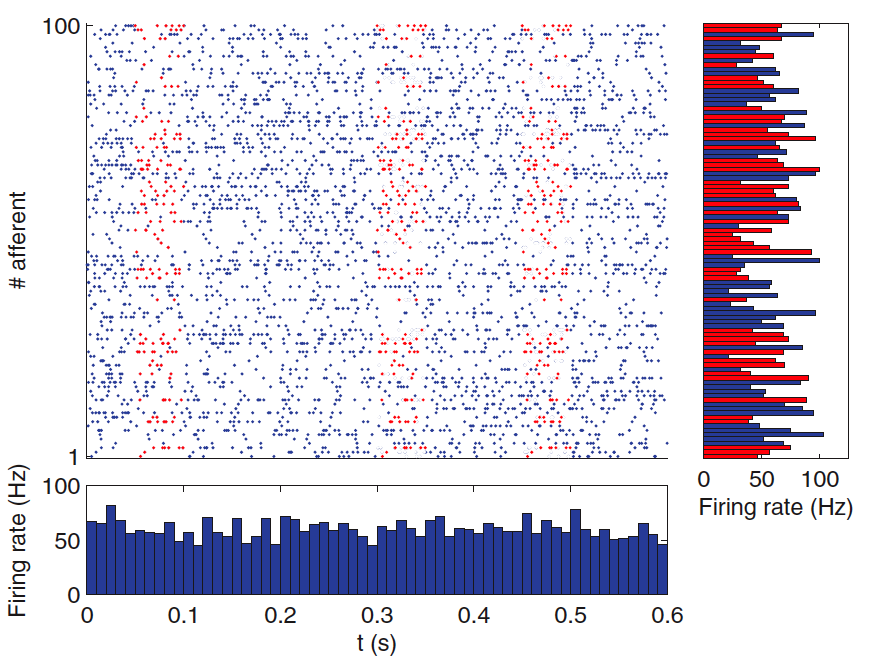 100
# afferent
1
0 50 100
Firing rate (Hz)
100
50
0
Firing rate (Hz)
0 0.1 0.2 0.3 0.4 0.5 0.6
t (s)